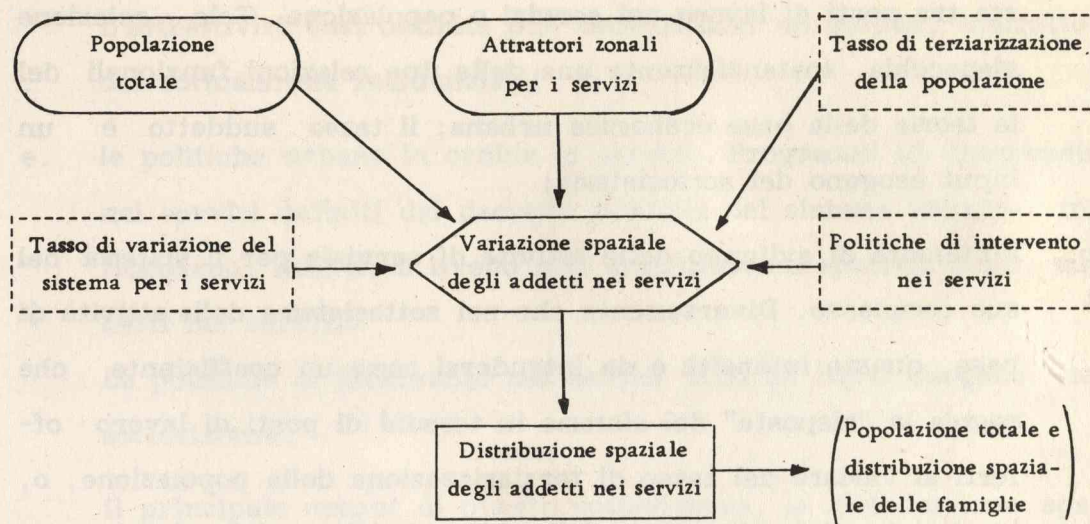 Popolazione
totale
Attrattori zonali
per i servizi
Tasso di terziarizzazione
della popolazione
Tasso di variazione del
sistema per i servizi
Variazione spaziale
degli addetti nei servizi
Politiche di intervento
nei servizi
Distribuzione spaziale
degli addetti nei servizi
Popolazione totale e
distribuzione spazia-
le delle famiglie